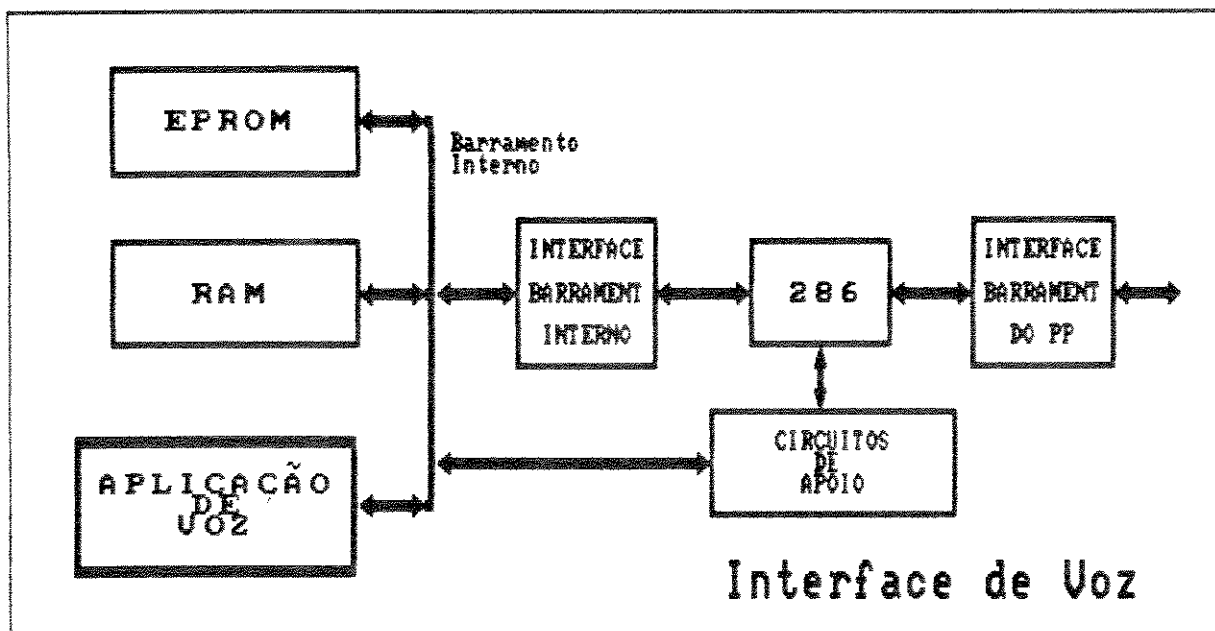 EPROM
Barramento
Interno
RAM
INTERFACE
BARRAMENT
INTERNO
286
INTERFACE
BARRAMENT
DO PP
APLICAÇÃO
DE
VOZ
CIRCUITOS
DE
APOIO
Interface de Voz